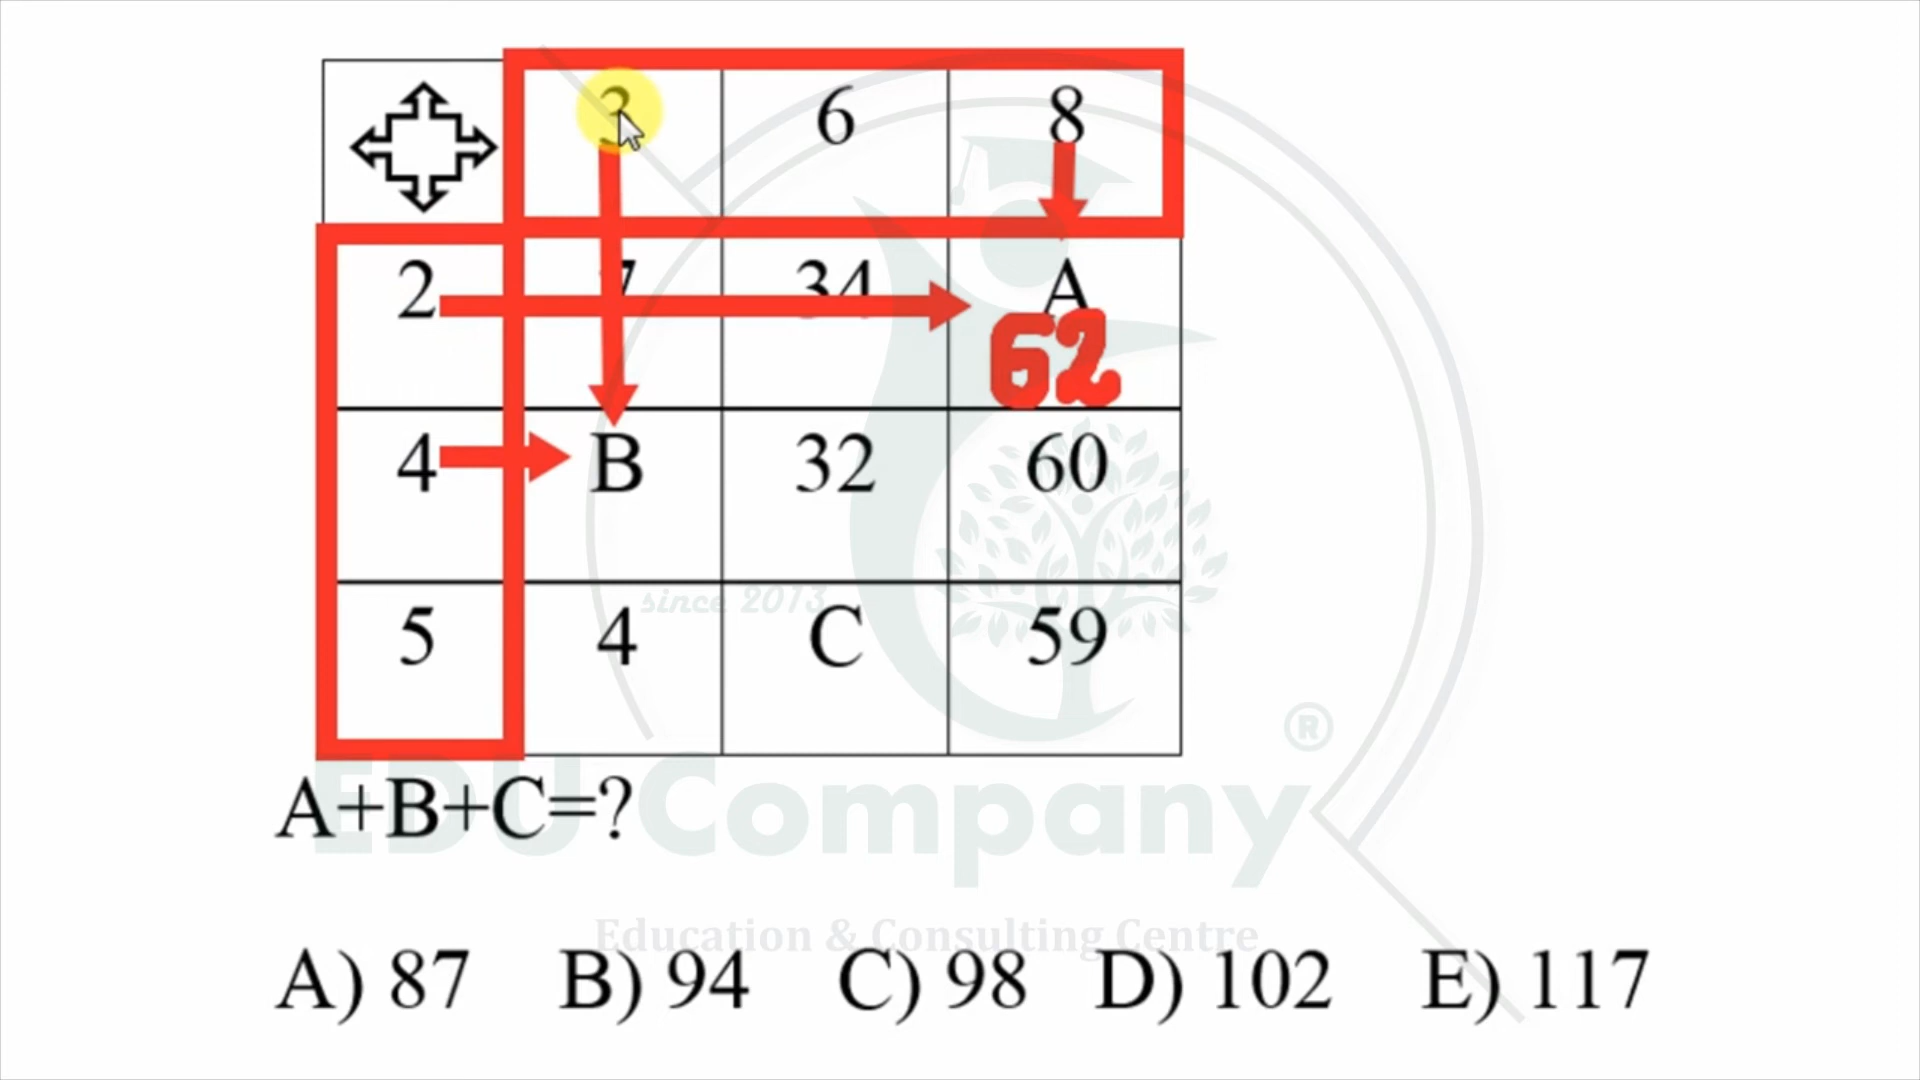 3 6 8
2 7 34 A
62
4 B 32 60
5 4 C 59
since 2013
®
A+B+C=?
EDU Company
Education & Consulting Centre
A) 87 B) 94 C) 98 D) 102 E) 117